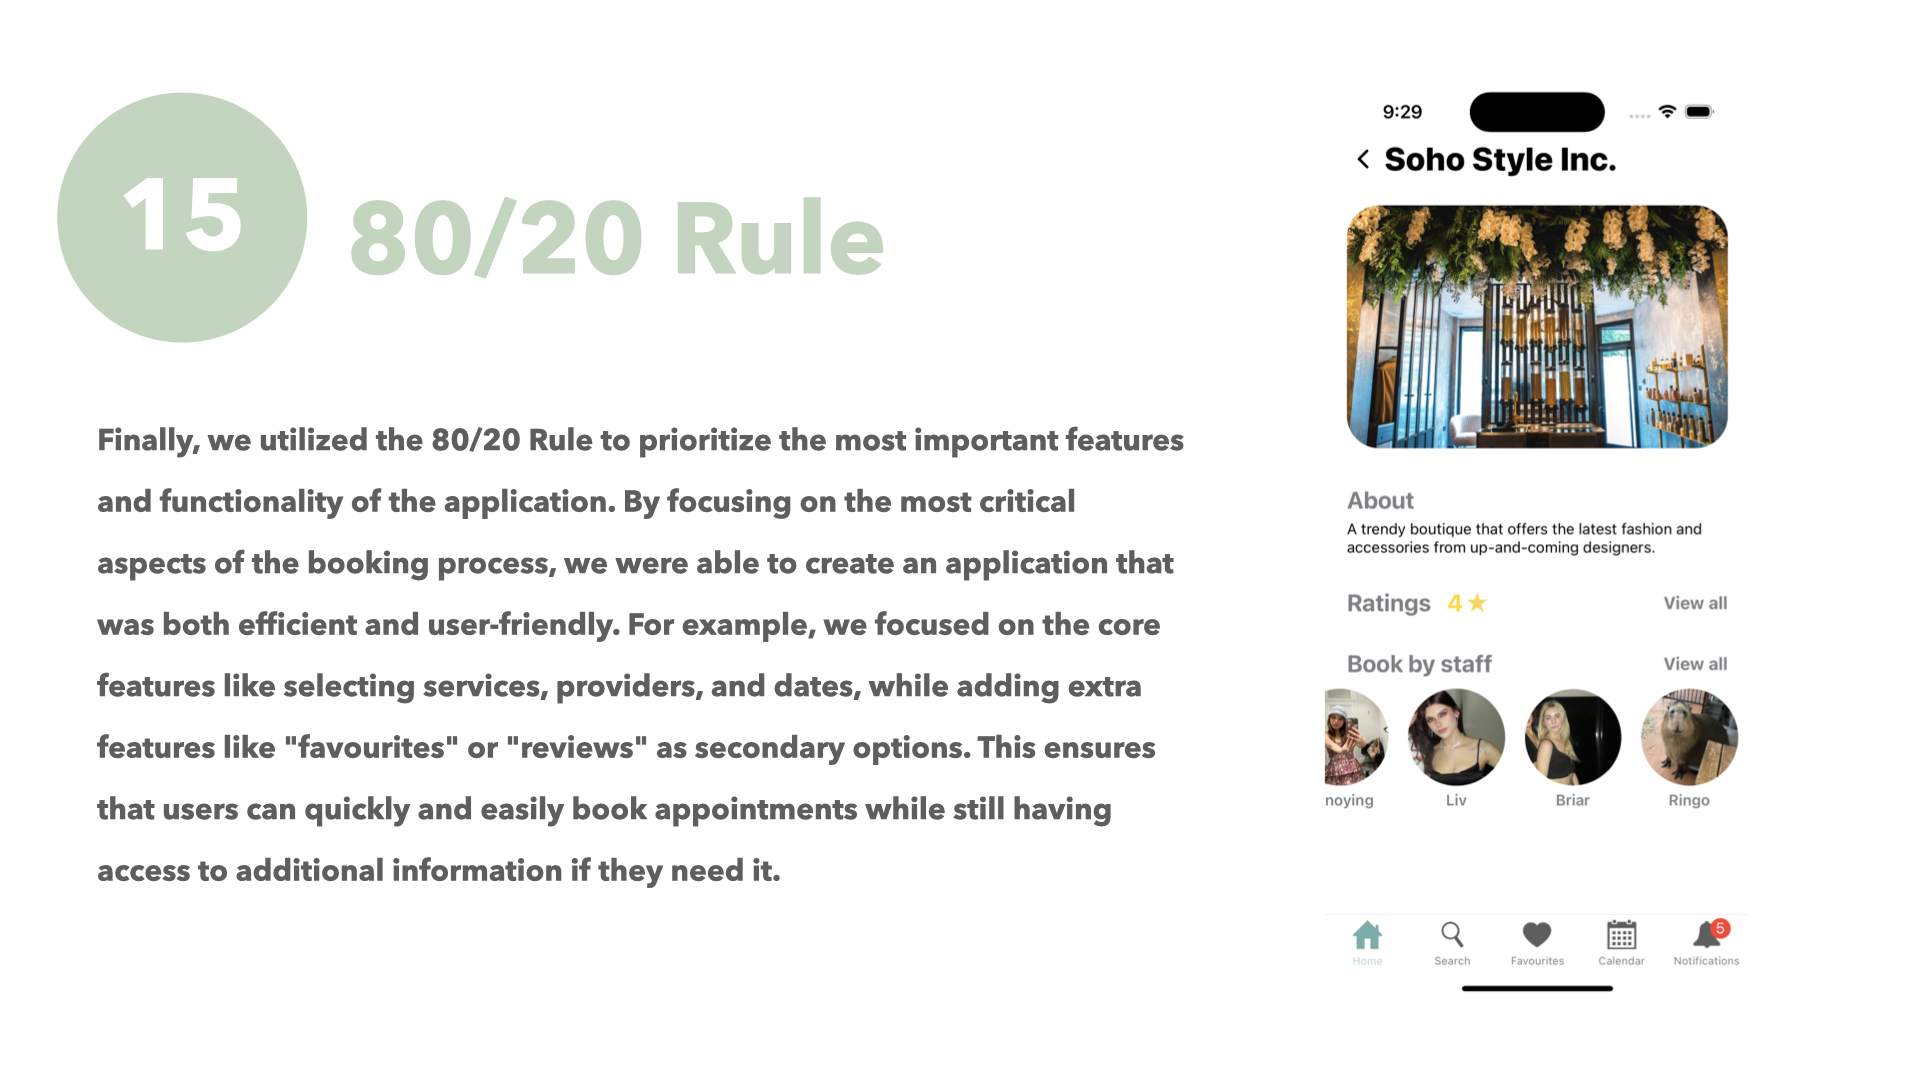 15
80/20 Rule
Finally, we utilized the 80/20 Rule to prioritize the most important features
and functionality of the application. By focusing on the most critical
aspects of the booking process, we were able to create an application that
was both efficient and user-friendly. For example, we focused on the core
features like selecting services, providers, and dates, while adding extra
features like "favourites" or "reviews" as secondary options. This ensures
that users can quickly and easily book appointments while still having
access to additional information if they need it.
9:29
Soho Style Inc.
About
A trendy boutique that offers the latest fashion and
accessories from up-and-coming designers.
Ratings 4★ View all
Book by staff View all
noying Liv Briar Ringo
5
Home Search Favourites Calendar Notifications